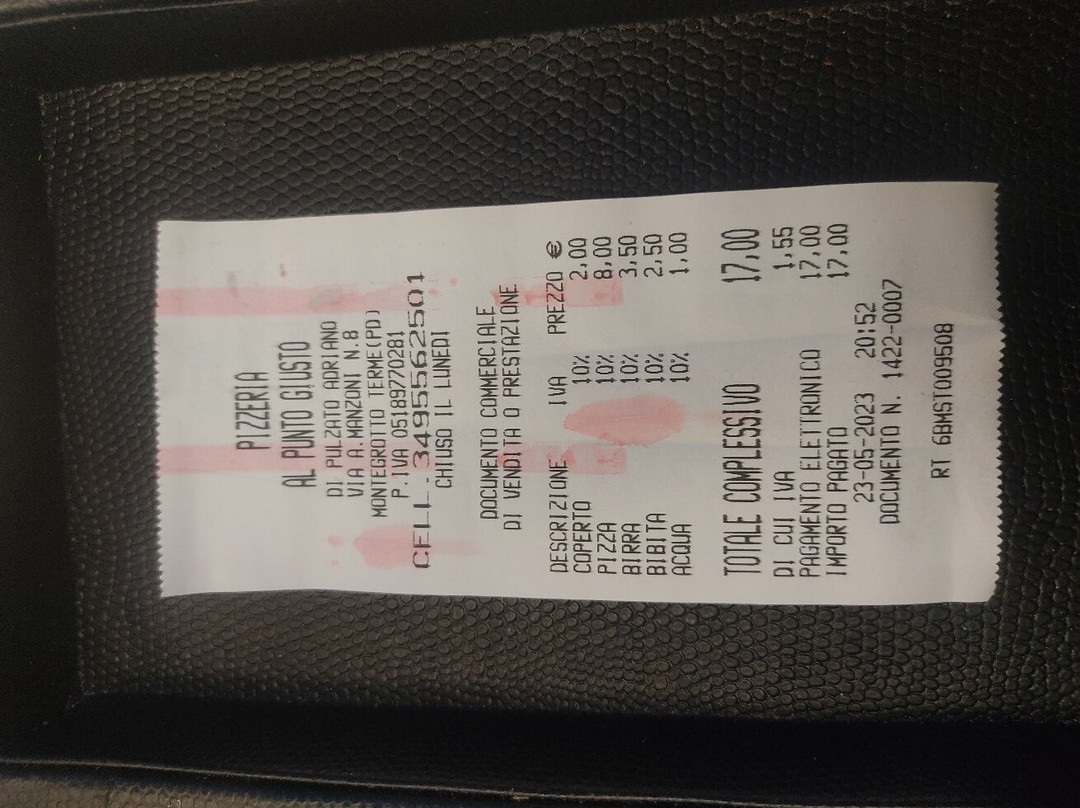 PIZZERIA
AL PUNTO GIUSTO
DI PULZATO ADRIANO
VIA A.MANZONI N.8
MONTEGROTTO TERME(PD)
P.IVA 05189770281
CELL.3495562501
CHIUSO IL LUNEDI
DOCUMENTO COMMERCIALE
DI VENDITA O PRESTAZIONE
DESCRIZIONE IVA PREZZO €
COPERTO 10% 2,00
PIZZA 10% 8,00
BIRRA 10% 3,50
BIBITA 10% 2,50
ACQUA 10% 1,00
TOTALE COMPLESSIVO 17,00
DI CUI IVA 1,55
PAGAMENTO ELETTRONICO 17,00
IMPORTO PAGATO 17,00
23-05-2023 20:52
DOCUMENTO N. 1422-0007
RT 6BMST009508